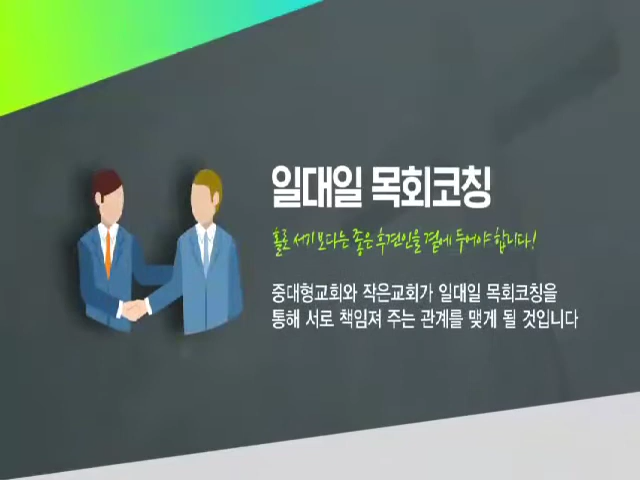 일대일 목회코칭
홀로 서기 보다는 좋은 후견인을 곁에 두어야 합니다!
중대형교회와 작은교회가 일대일 목회코칭을
통해 서로 책임져 주는 관계를 맺게 될 것입니다